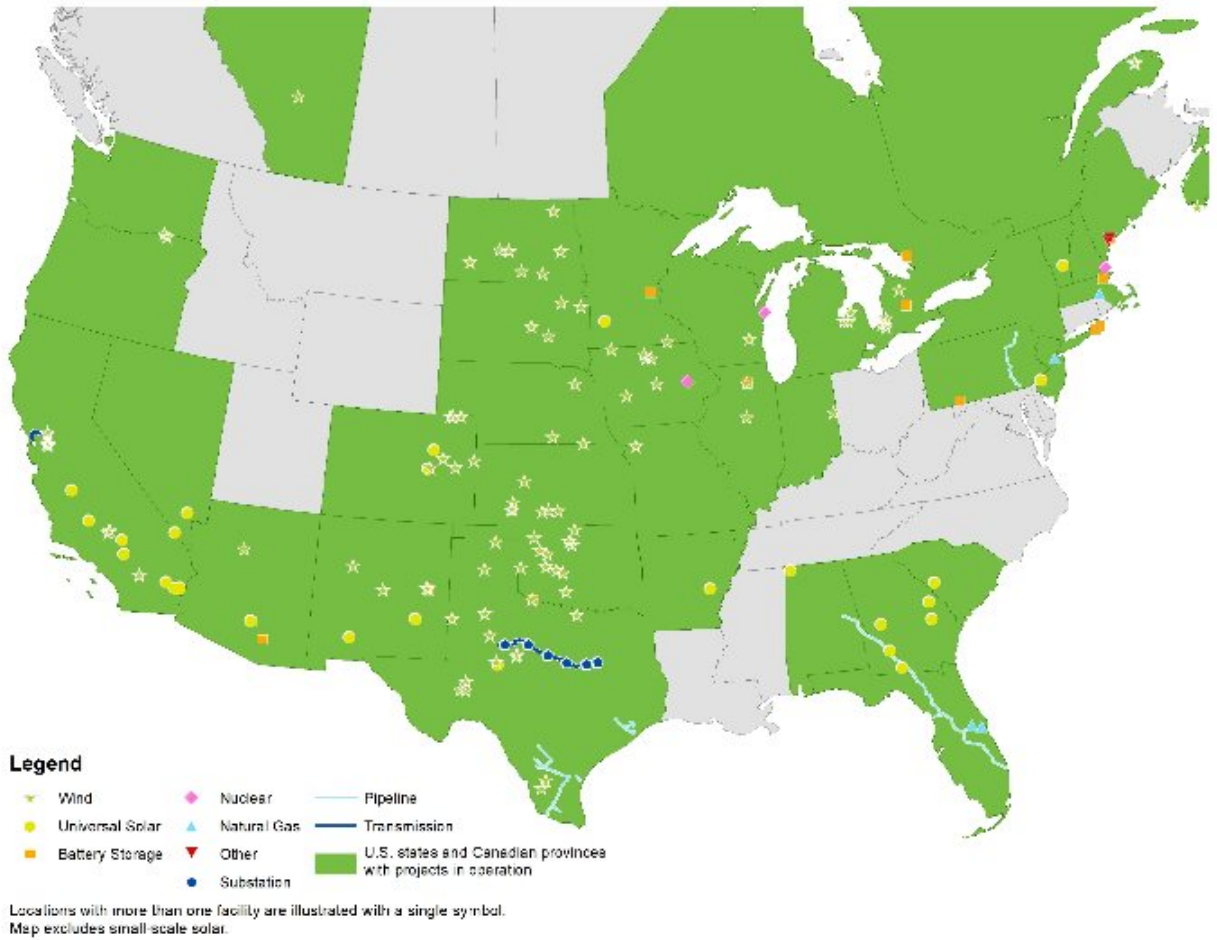 Legend
Wind
Universal Solar
Battery Storage
Nuclear
Natural Gas
Other
Substation
Pipeline
Transmission
U.S. states and Canadian provinces
with projects in operation
Locations with more than one facility are illustrated with a single symbol.
Map excludes small-scale solar.